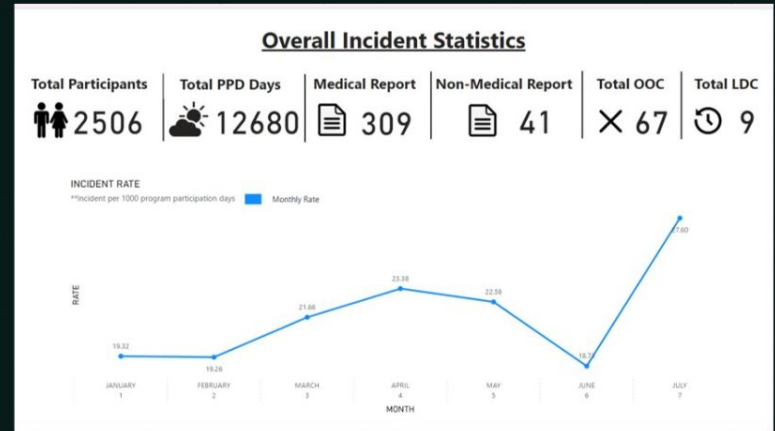 Overall Incident Statistics
Total Participants
2506
Total PPD Days
12680
Medical Report
309
Non-Medical Report
41
Total OOC
67
Total LDC
9
INCIDENT RATE
**Incident per 1000 program participation days
Monthly Rate
RATE
19.32
19.26
21.66
23.38
22.58
27.60
JANUARY
1
FEBRUARY
2
MARCH
3
APRIL
4
MAY
5
JUNE
6
JULY
7
MONTH